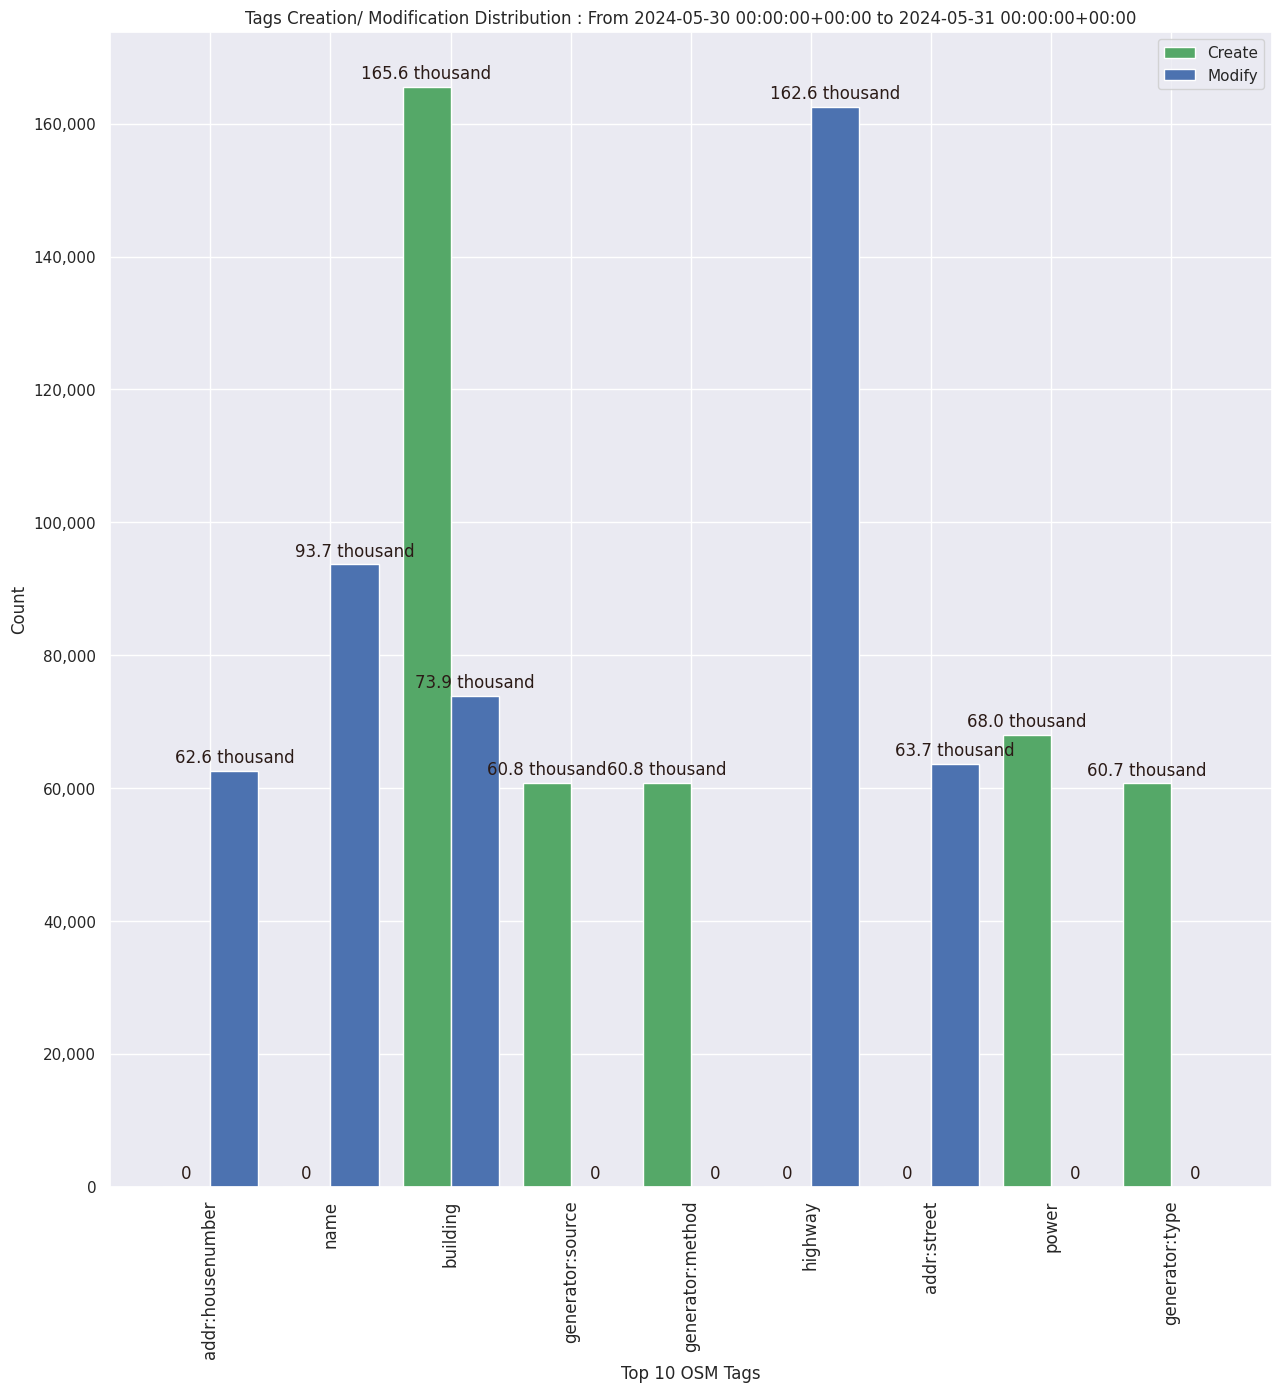 Tags Creation/ Modification Distribution : From 2024-05-30 00:00:00+00:00 to 2024-05-31 00:00:00+00:00
Create
Modify
165.6 thousand
162.6 thousand
93.7 thousand
73.9 thousand
68.0 thousand
63.7 thousand
62.6 thousand
60.8 thousand
60.8 thousand
60.7 thousand
0
0
0
0
0
0
0
0
160,000
140,000
120,000
100,000
80,000
60,000
40,000
20,000
0
Count
addr:housenumber
name
building
generator:source
generator:method
highway
addr:street
power
generator:type
Top 10 OSM Tags